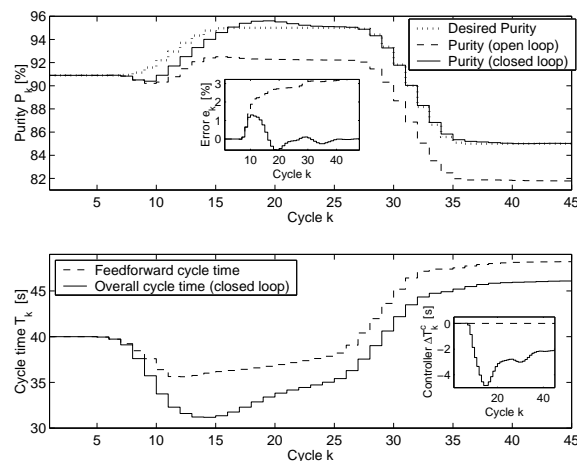 96
94
92
90
88
86
84
82
Purity P_k [%]
Desired Purity
Purity (open loop)
Purity (closed loop)
3
2
1
0
Error e_k [%]
10 20 30 40
Cycle k
5 10 15 20 25 30 35 40 45
Cycle k
45
40
35
30
Cycle time T_k [s]
Feedforward cycle time
Overall cycle time (closed loop)
0
−2
−4
Controller ΔT_k^c [s]
20 40
Cycle k
5 10 15 20 25 30 35 40 45
Cycle k